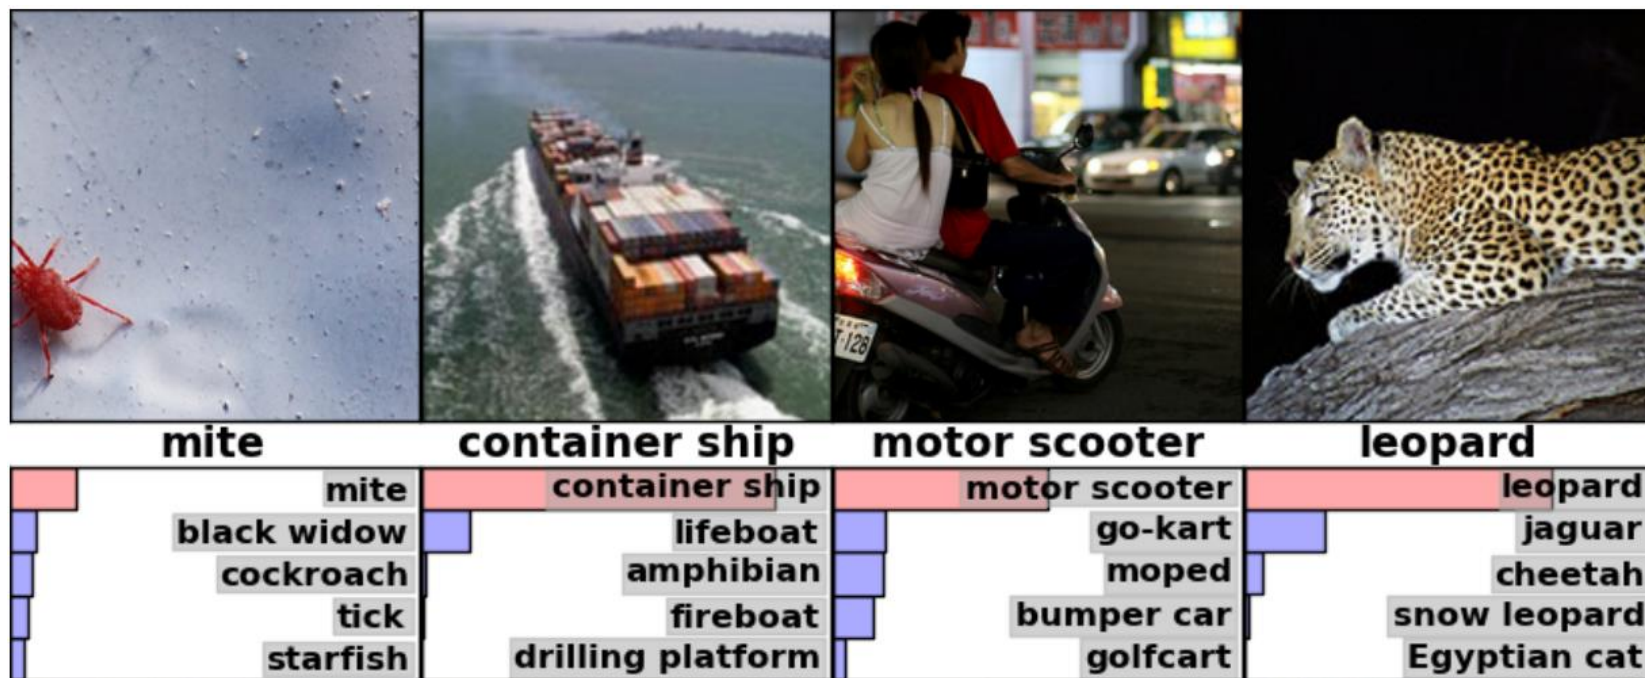 T-128
mite
container ship
motor scooter
leopard
mite
black widow
cockroach
tick
starfish
container ship
lifeboat
amphibian
fireboat
drilling platform
motor scooter
go-kart
moped
bumper car
golfcart
leopard
jaguar
cheetah
snow leopard
Egyptian cat